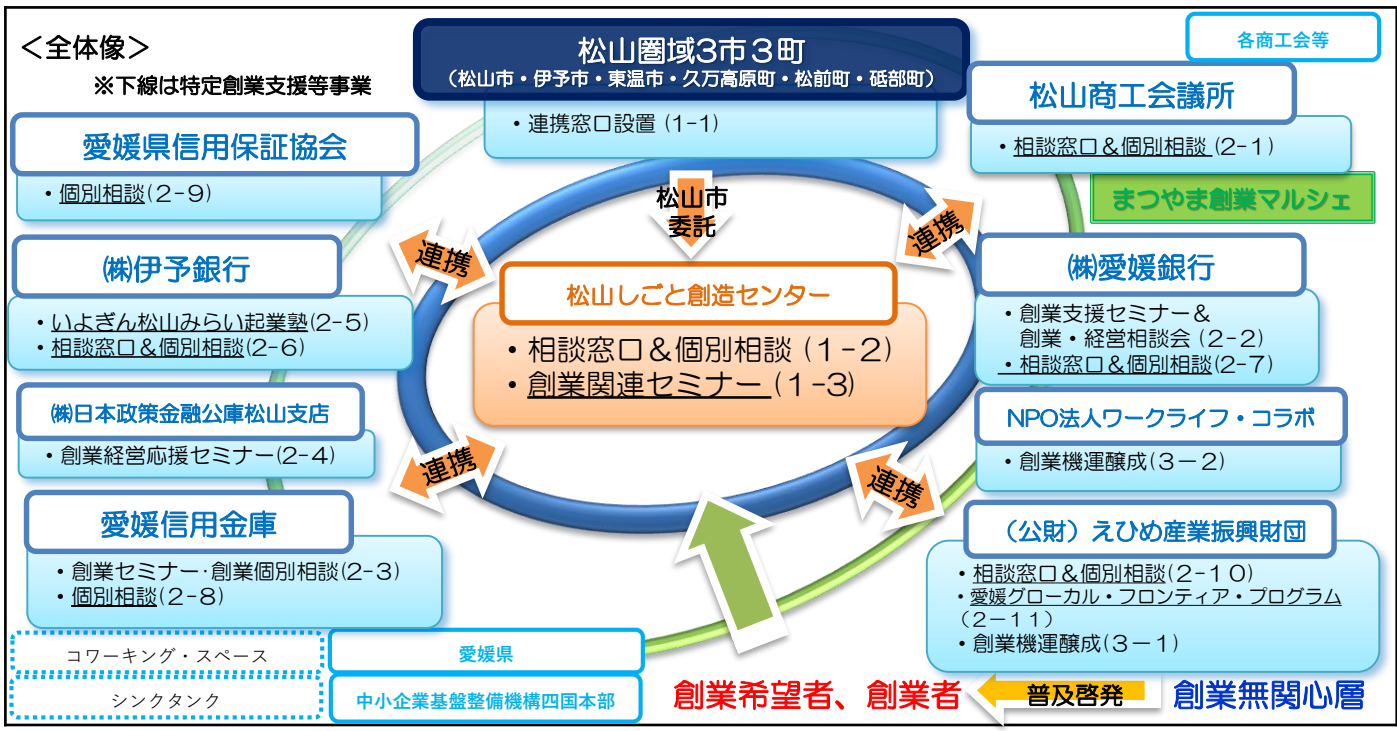 ＜全体像＞
※下線は特定創業支援等事業
松山圏域3市３町
（松山市・伊予市・東温市・久万高原町・松前町・砥部町）
・連携窓口設置（1-1）
各商工会等
松山商工会議所
・相談窓口＆個別相談（2-1）
まつやま創業マルシェ
愛媛県信用保証協会
・個別相談(2-9)
㈱伊予銀行
・いよぎん松山みらい起業塾(2-5)
・相談窓口＆個別相談(2-6)
㈱日本政策金融公庫松山支店
・創業経営応援セミナー(2-4)
愛媛信用金庫
・創業セミナー・創業個別相談(2-3)
・個別相談(2-8)
松山市
委託
連携
連携
連携
連携
松山しごと創造センター
・相談窓口＆個別相談（1-2）
・創業関連セミナー（1-3）
㈱愛媛銀行
・創業支援セミナー＆
創業・経営相談会（2-2）
・相談窓口＆個別相談(2-7)
NPO法人ワークライフ・コラボ
・創業機運醸成(３－２)
（公財）えひめ産業振興財団
・相談窓口＆個別相談(2-１０)
・愛媛グローカル・フロンティア・プログラム
（２－１１）
・創業機運醸成(３－１)
コワーキング・スペース
愛媛県
シンクタンク
中小企業基盤整備機構四国本部
創業希望者、創業者
普及啓発
創業無関心層